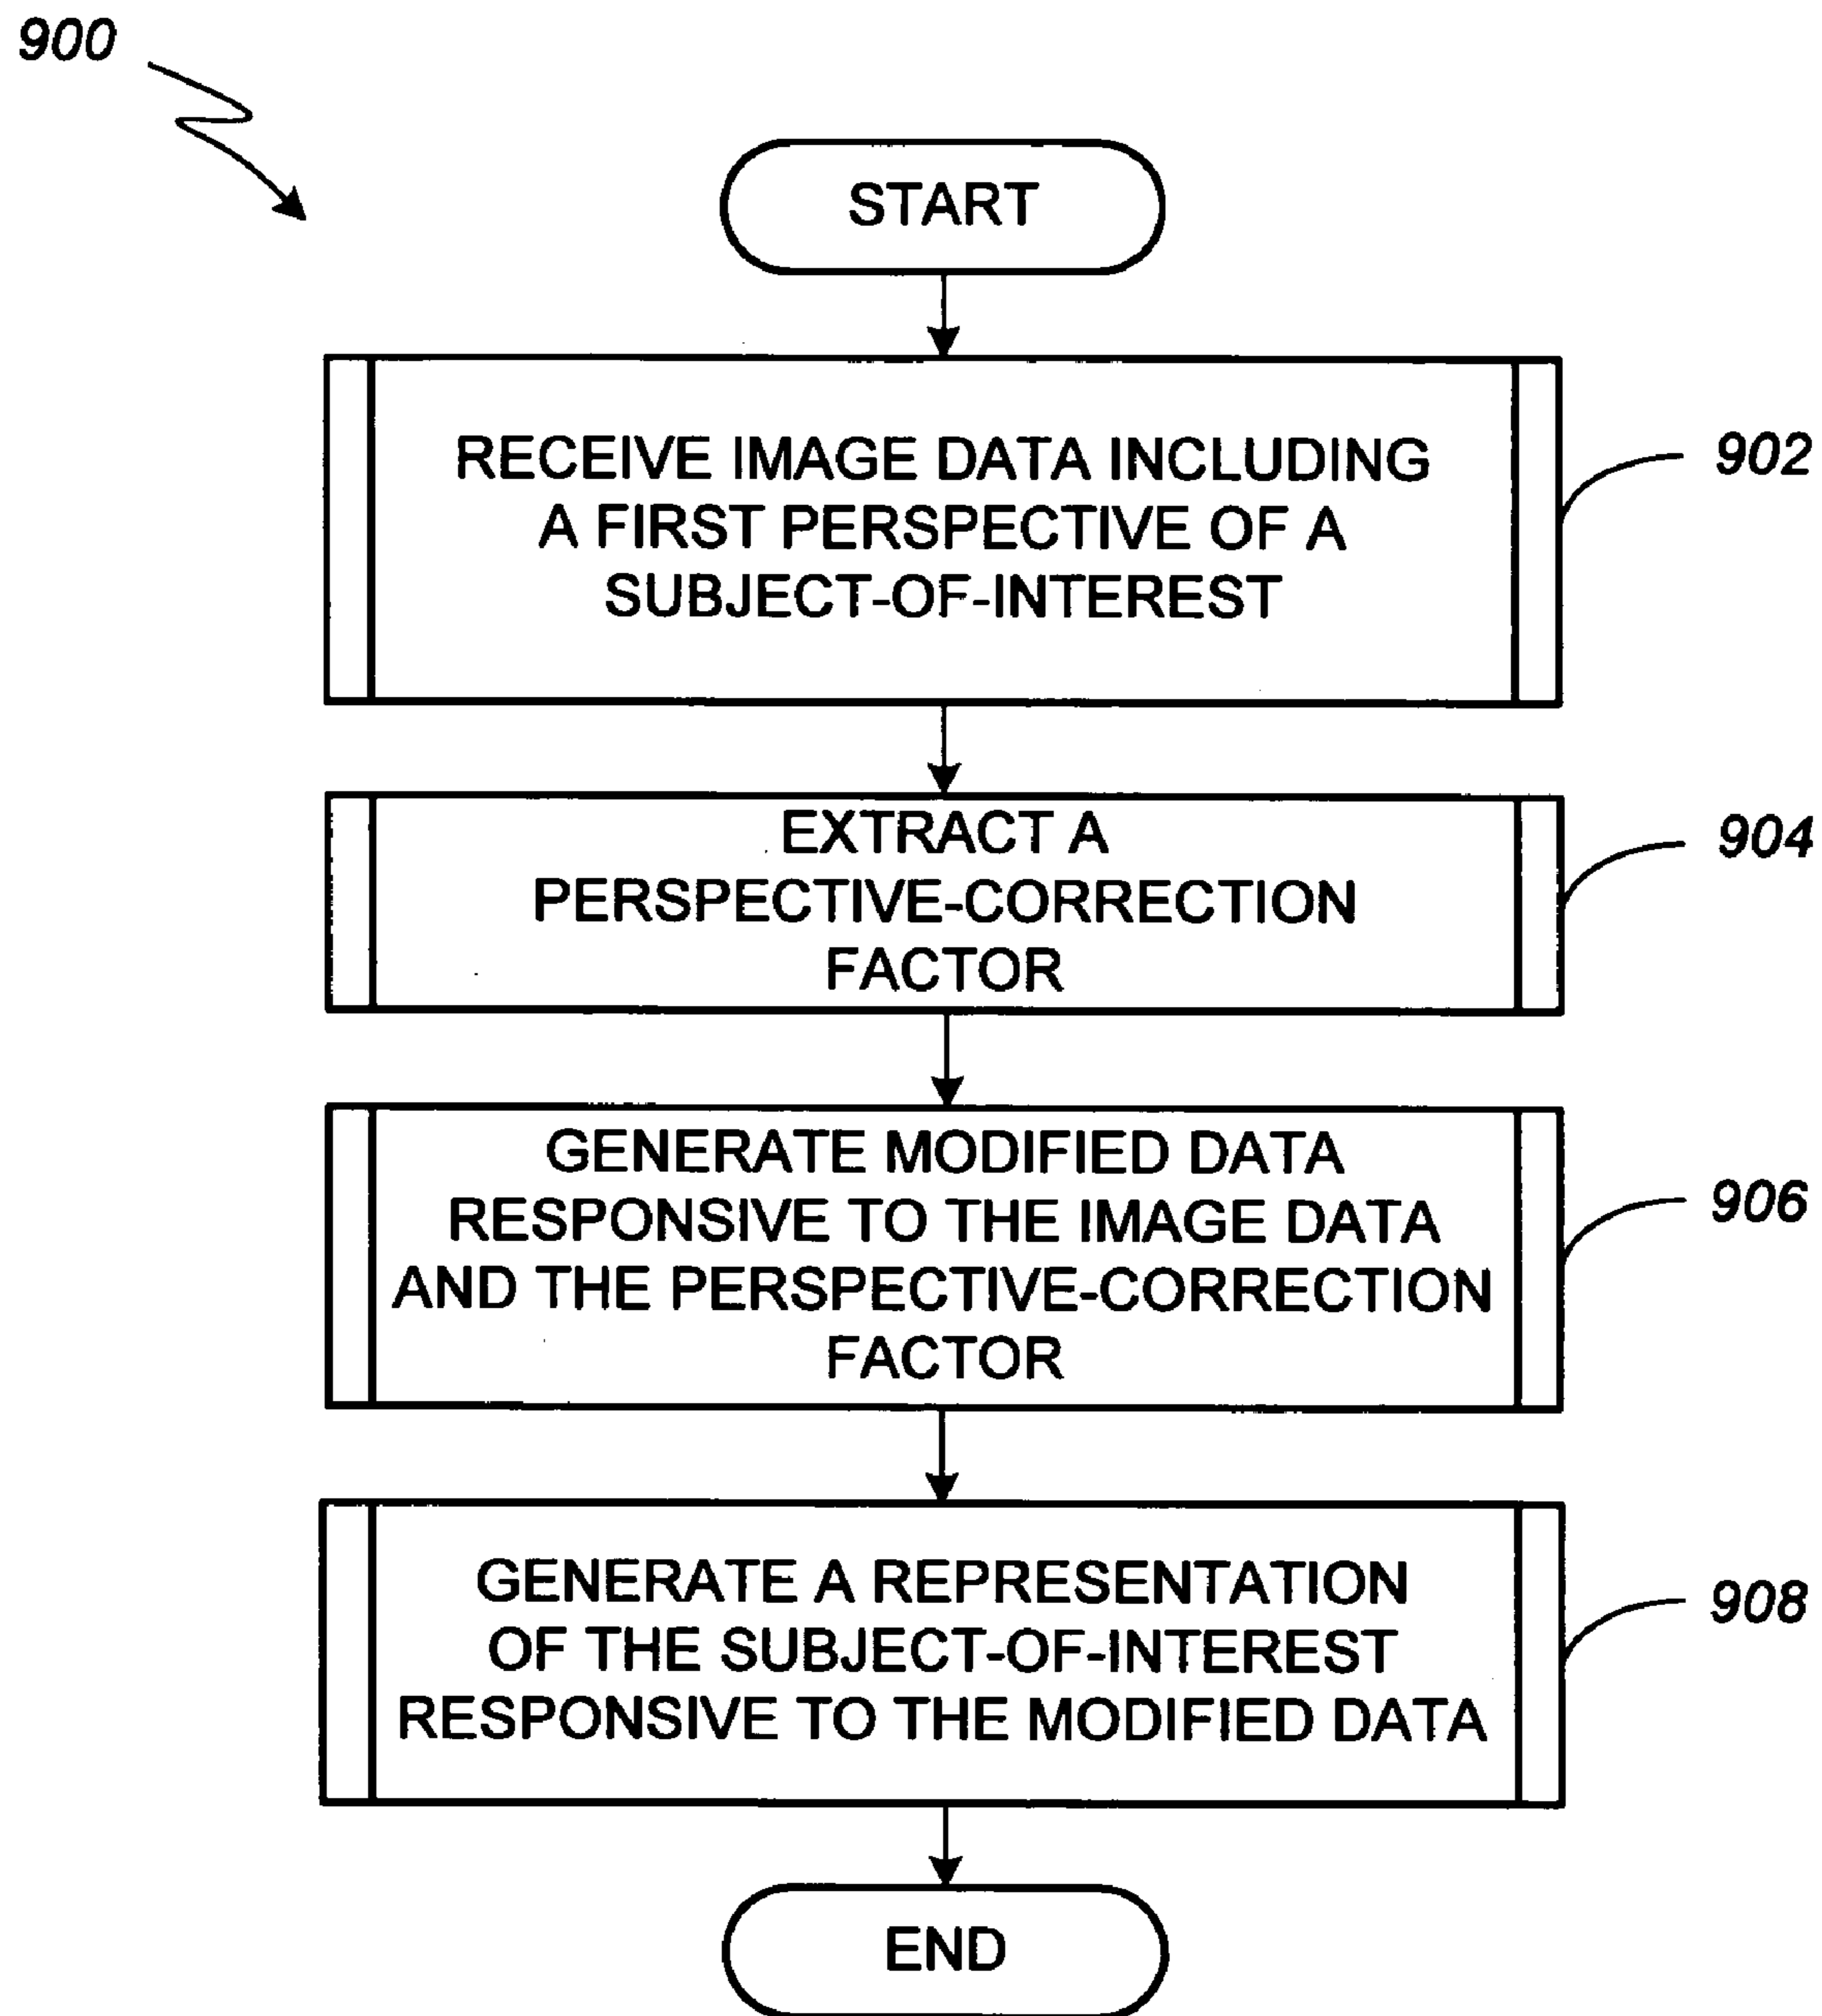 900
START
RECEIVE IMAGE DATA INCLUDING
A FIRST PERSPECTIVE OF A
SUBJECT-OF-INTEREST
902
EXTRACT A
PERSPECTIVE-CORRECTION
FACTOR
904
GENERATE MODIFIED DATA
RESPONSIVE TO THE IMAGE DATA
AND THE PERSPECTIVE-CORRECTION
FACTOR
906
GENERATE A REPRESENTATION
OF THE SUBJECT-OF-INTEREST
RESPONSIVE TO THE MODIFIED DATA
908
END